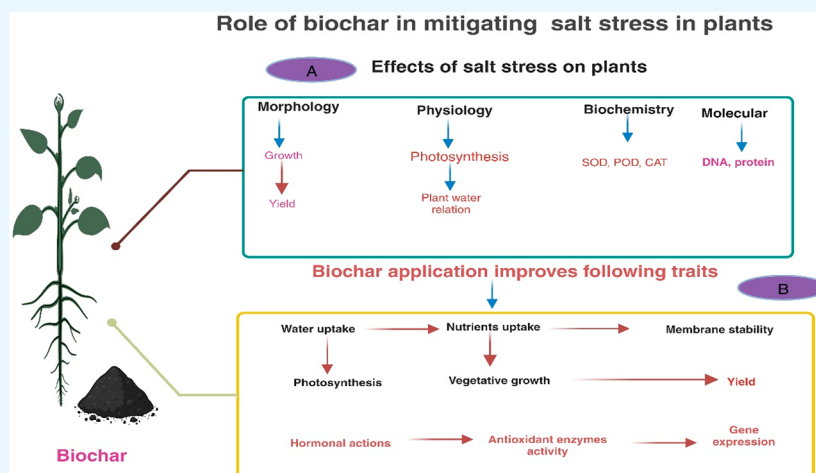 Role of biochar in mitigating salt stress in plants
A
Effects of salt stress on plants
Morphology
Growth
Yield
Physiology
Photosynthesis
Plant water
relation
Biochemistry
SOD, POD, CAT
Molecular
DNA, protein
Biochar application improves following traits
B
Water uptake
Nutrients uptake
Membrane stability
Photosynthesis
Vegetative growth
Yield
Hormonal actions
Antioxidant enzymes
activity
Gene
expression
Biochar